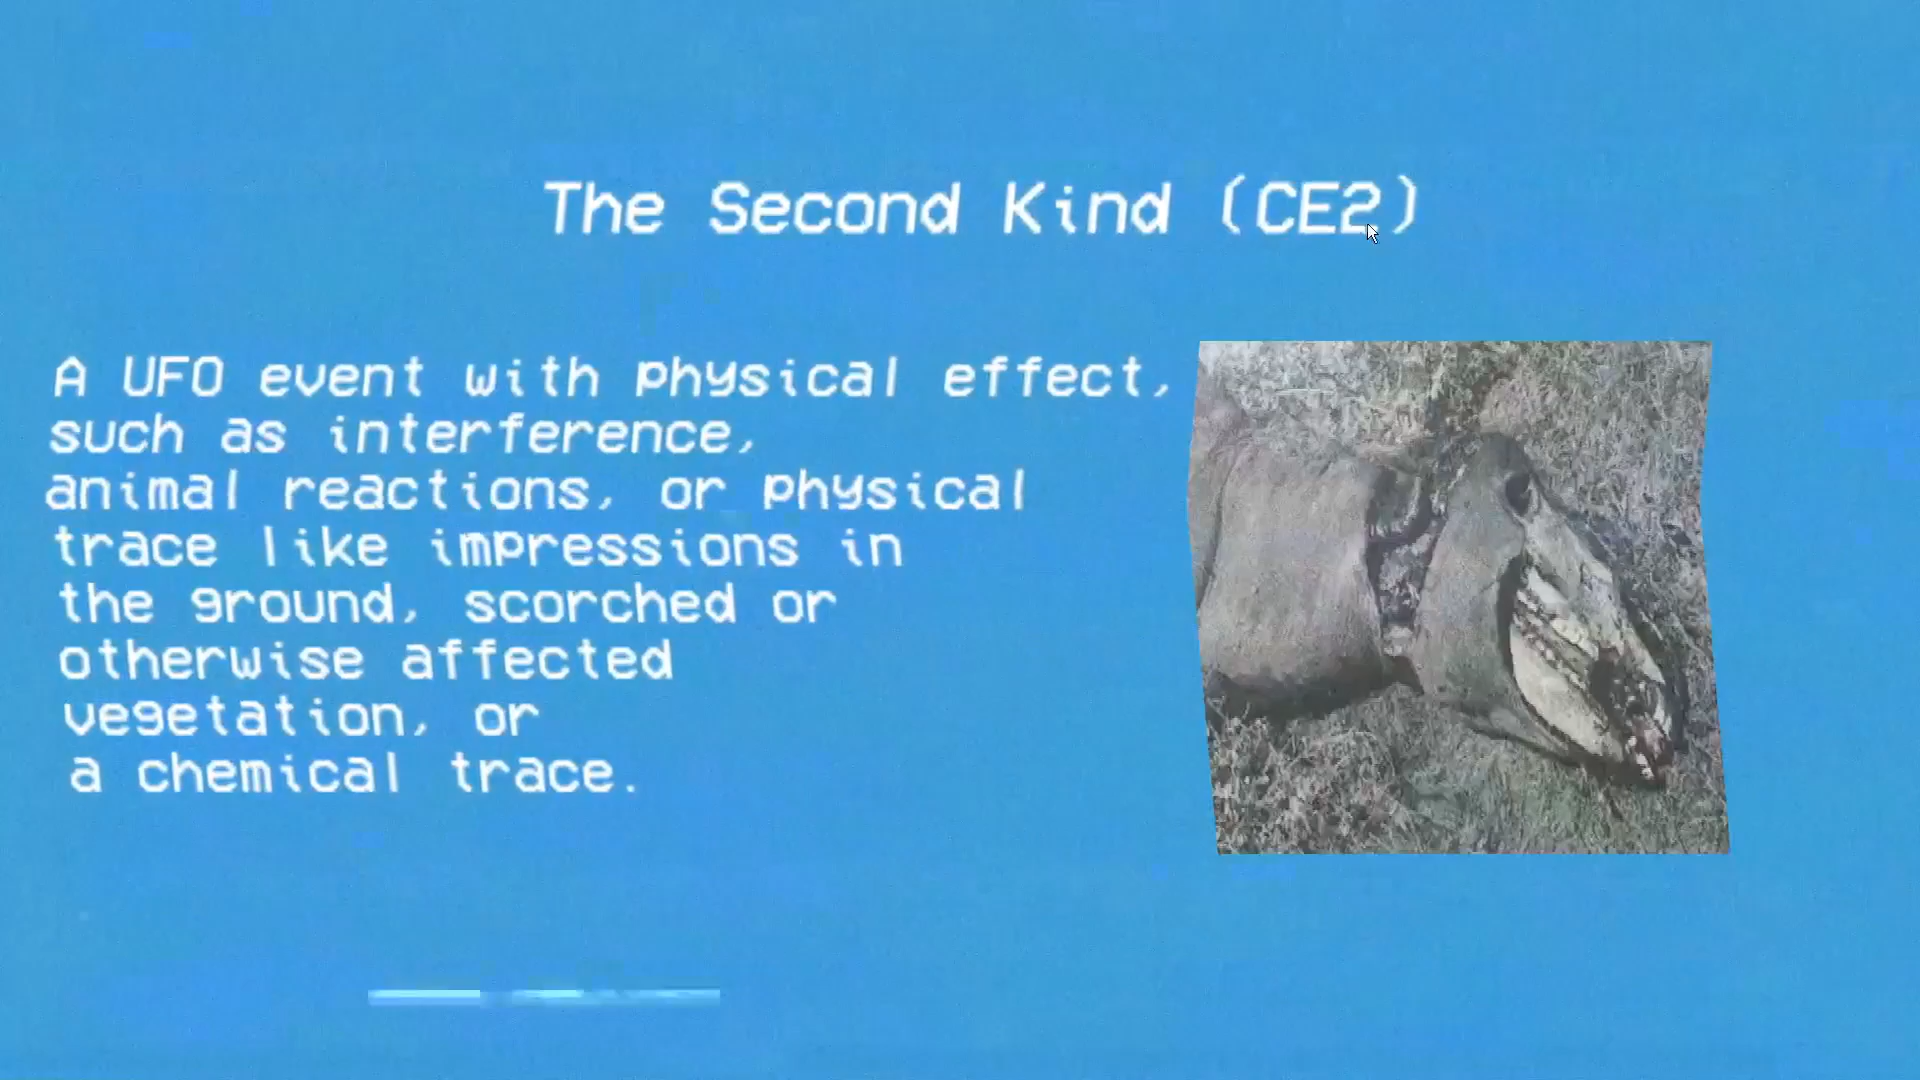 The Second Kind (CE2)
A UFO event with physical effect,
such as interference,
animal reactions, or physical
trace like impressions in
the ground, scorched or
otherwise affected
vegetation, or
a chemical trace.